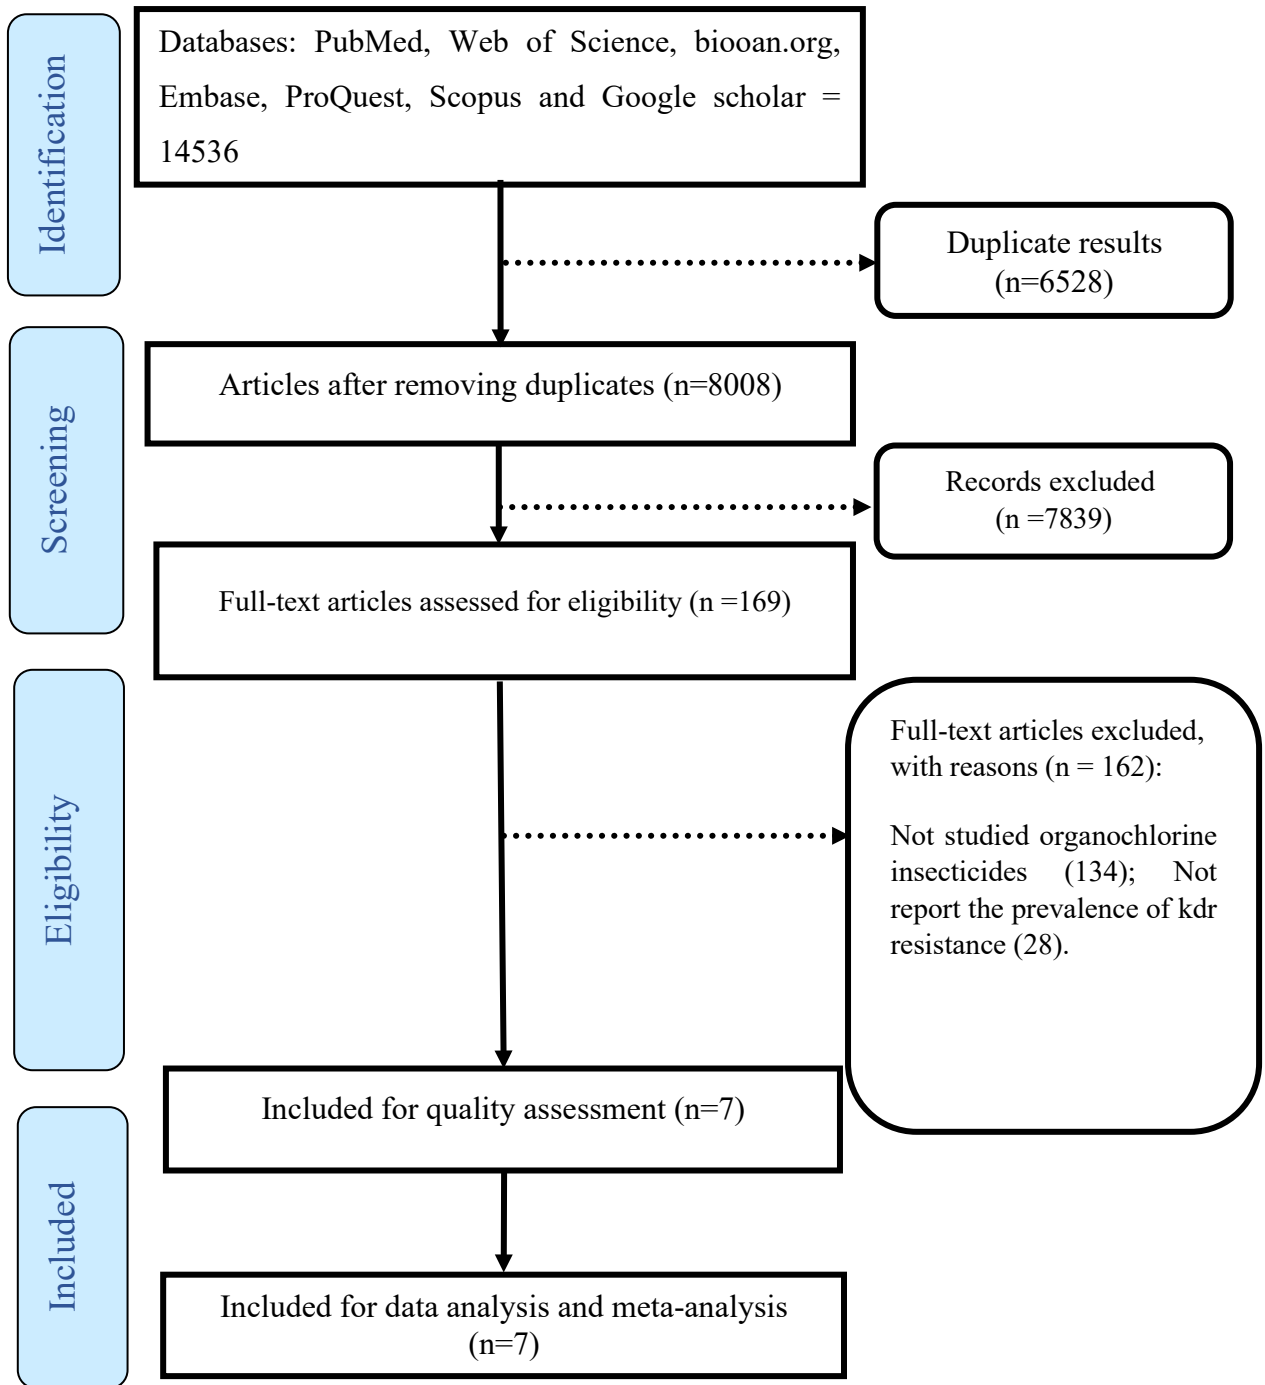 Identification
Databases: PubMed, Web of Science, biooan.org,
Embase, ProQuest, Scopus and Google scholar =
14536
Duplicate results
(n=6528)
Screening
Articles after removing duplicates (n=8008)
Records excluded
(n =7839)
Full-text articles assessed for eligibility (n =169)
Eligibility
Full-text articles excluded,
with reasons (n = 162):
Not studied organochlorine
insecticides (134); Not
report the prevalence of kdr
resistance (28).
Included for quality assessment (n=7)
Included
Included for data analysis and meta-analysis
(n=7)